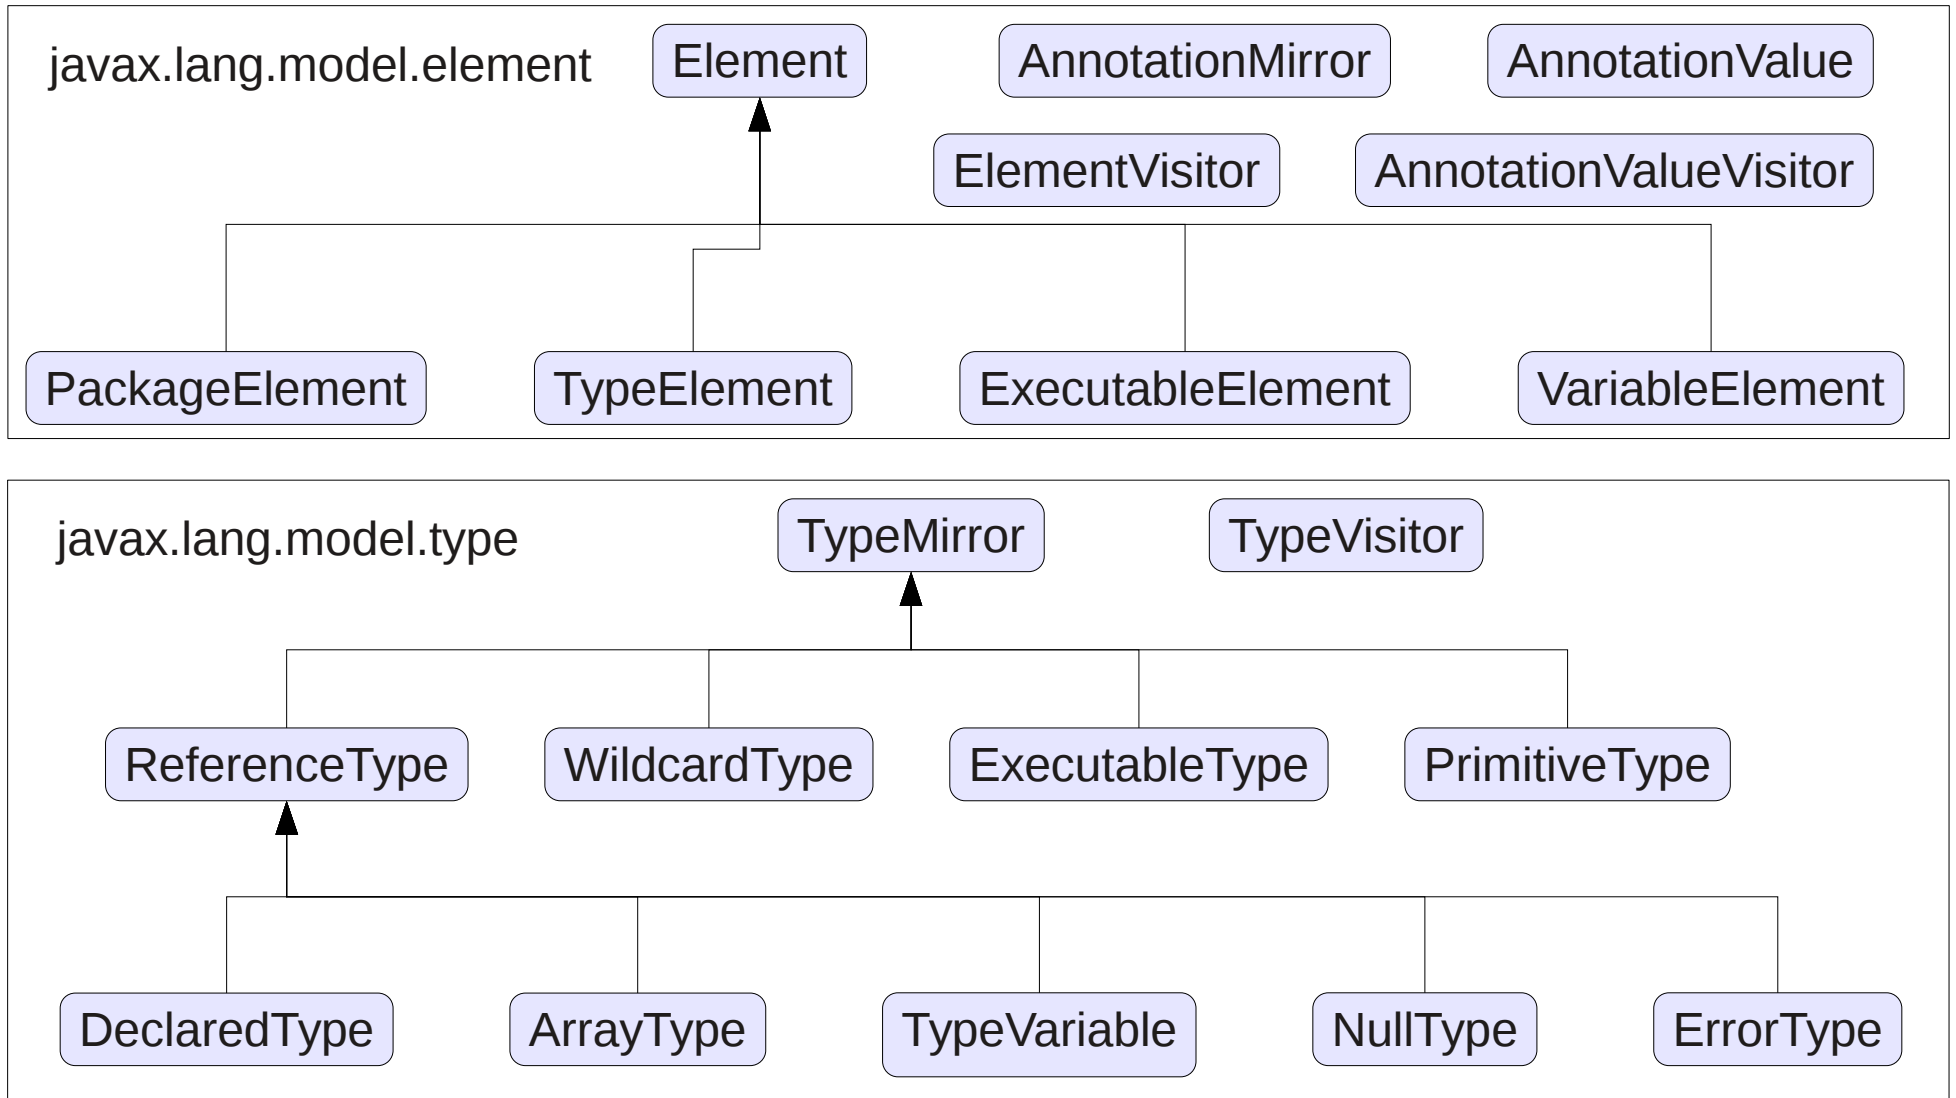 javax.lang.model.element
Element
AnnotationMirror
AnnotationValue
ElementVisitor
AnnotationValueVisitor
PackageElement
TypeElement
ExecutableElement
VariableElement
javax.lang.model.type
TypeMirror
TypeVisitor
ReferenceType
WildcardType
ExecutableType
PrimitiveType
DeclaredType
ArrayType
TypeVariable
NullType
ErrorType